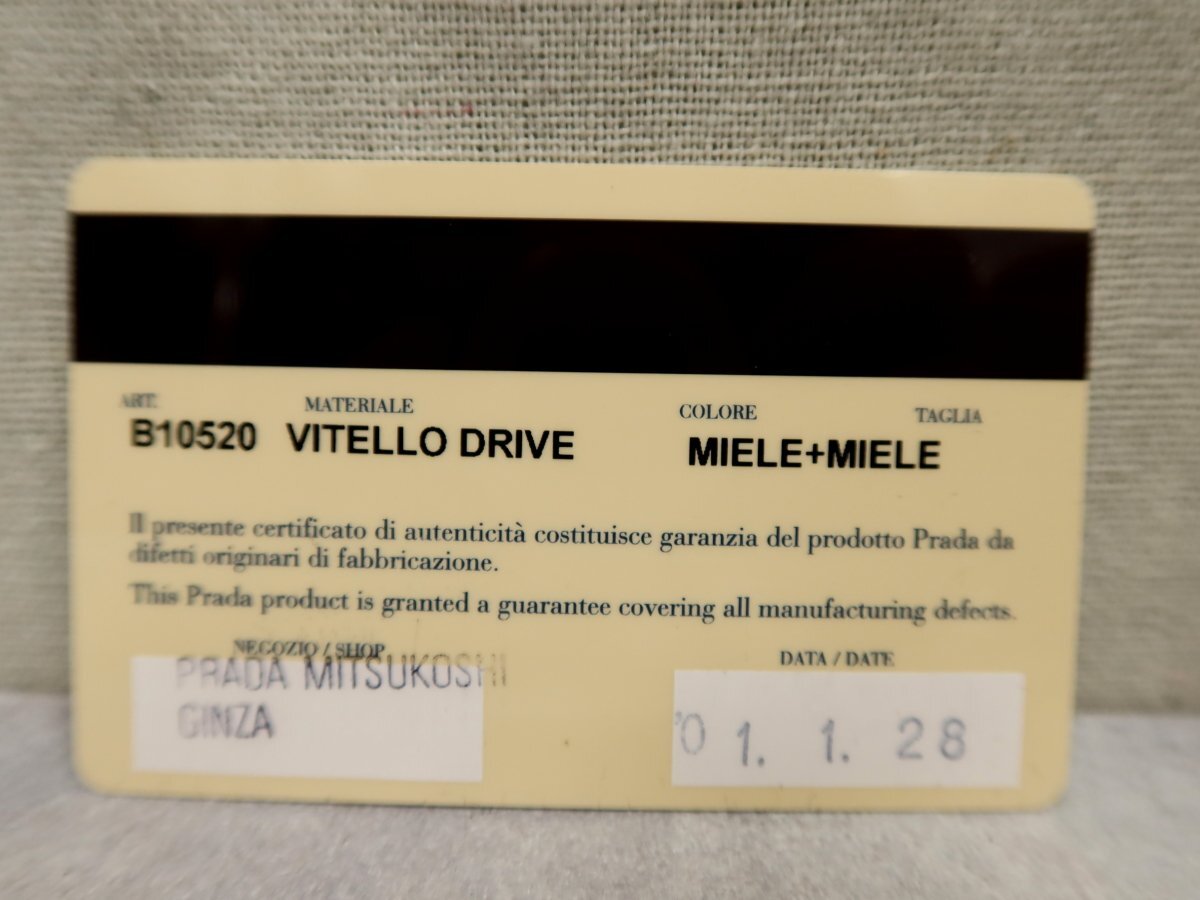 ART. MATERIALE COLORE TAGLIA
B10520 VITELLO DRIVE MIELE+MIELE
Il presente certificato di autenticità costituisce garanzia del prodotto Prada da
difetti originari di fabbricazione.
This Prada product is granted a guarantee covering all manufacturing defects.
NEGOZIO / SHOP DATA / DATE
PRADA MITSUKOSHI
GINZA
'01. 1. 28